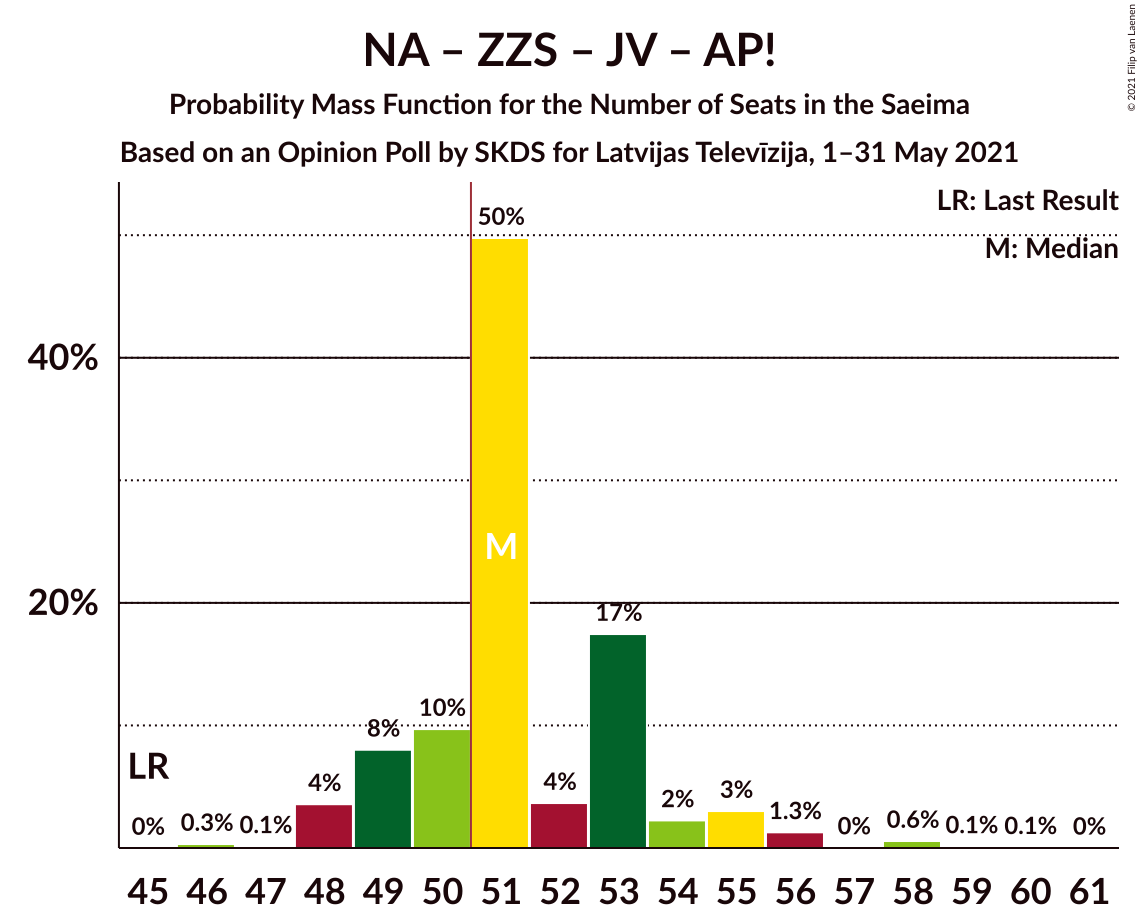 NA – ZZS – JV – AP!
Probability Mass Function for the Number of Seats in the Saeima
Based on an Opinion Poll by SKDS for Latvijas Televīzija, 1–31 May 2021
© 2021 Filip van Laenen
LR: Last Result
M: Median
50%
40%
M
20%
17%
10%
8%
LR
4%
4%
3%
2%
1.3%
0% 0.3% 0.1% 0% 0.6% 0.1% 0.1% 0%
45 46 47 48 49 50 51 52 53 54 55 56 57 58 59 60 61